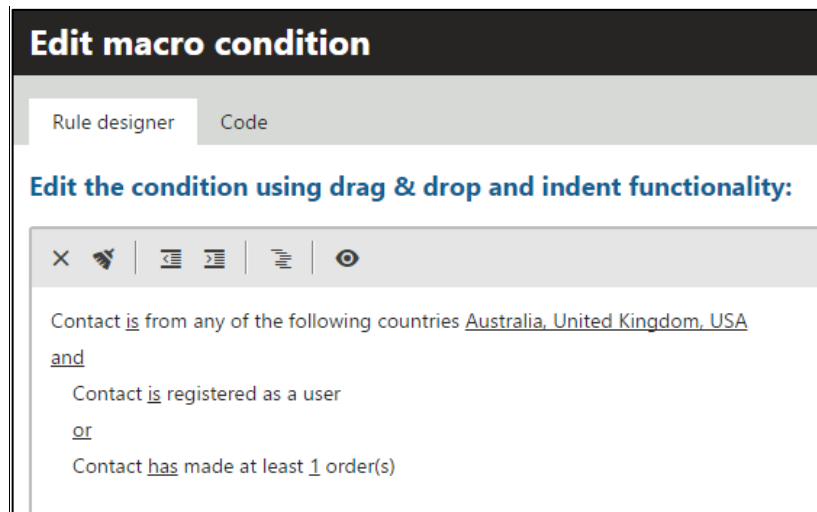 Edit macro condition
Rule designer Code
Edit the condition using drag & drop and indent functionality:
Contact is from any of the following countries Australia, United Kingdom, USA
and
Contact is registered as a user
or
Contact has made at least 1 order(s)